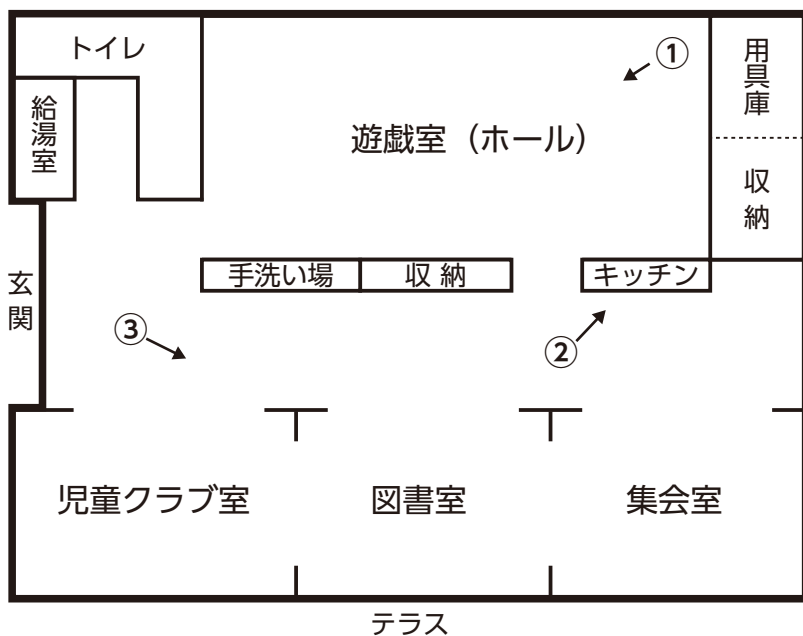 トイレ
①
用具庫
給湯室
遊戯室（ホール）
収納
手洗い場
収 納
キッチン
玄関
③
②
児童クラブ室
図書室
集会室
テラス